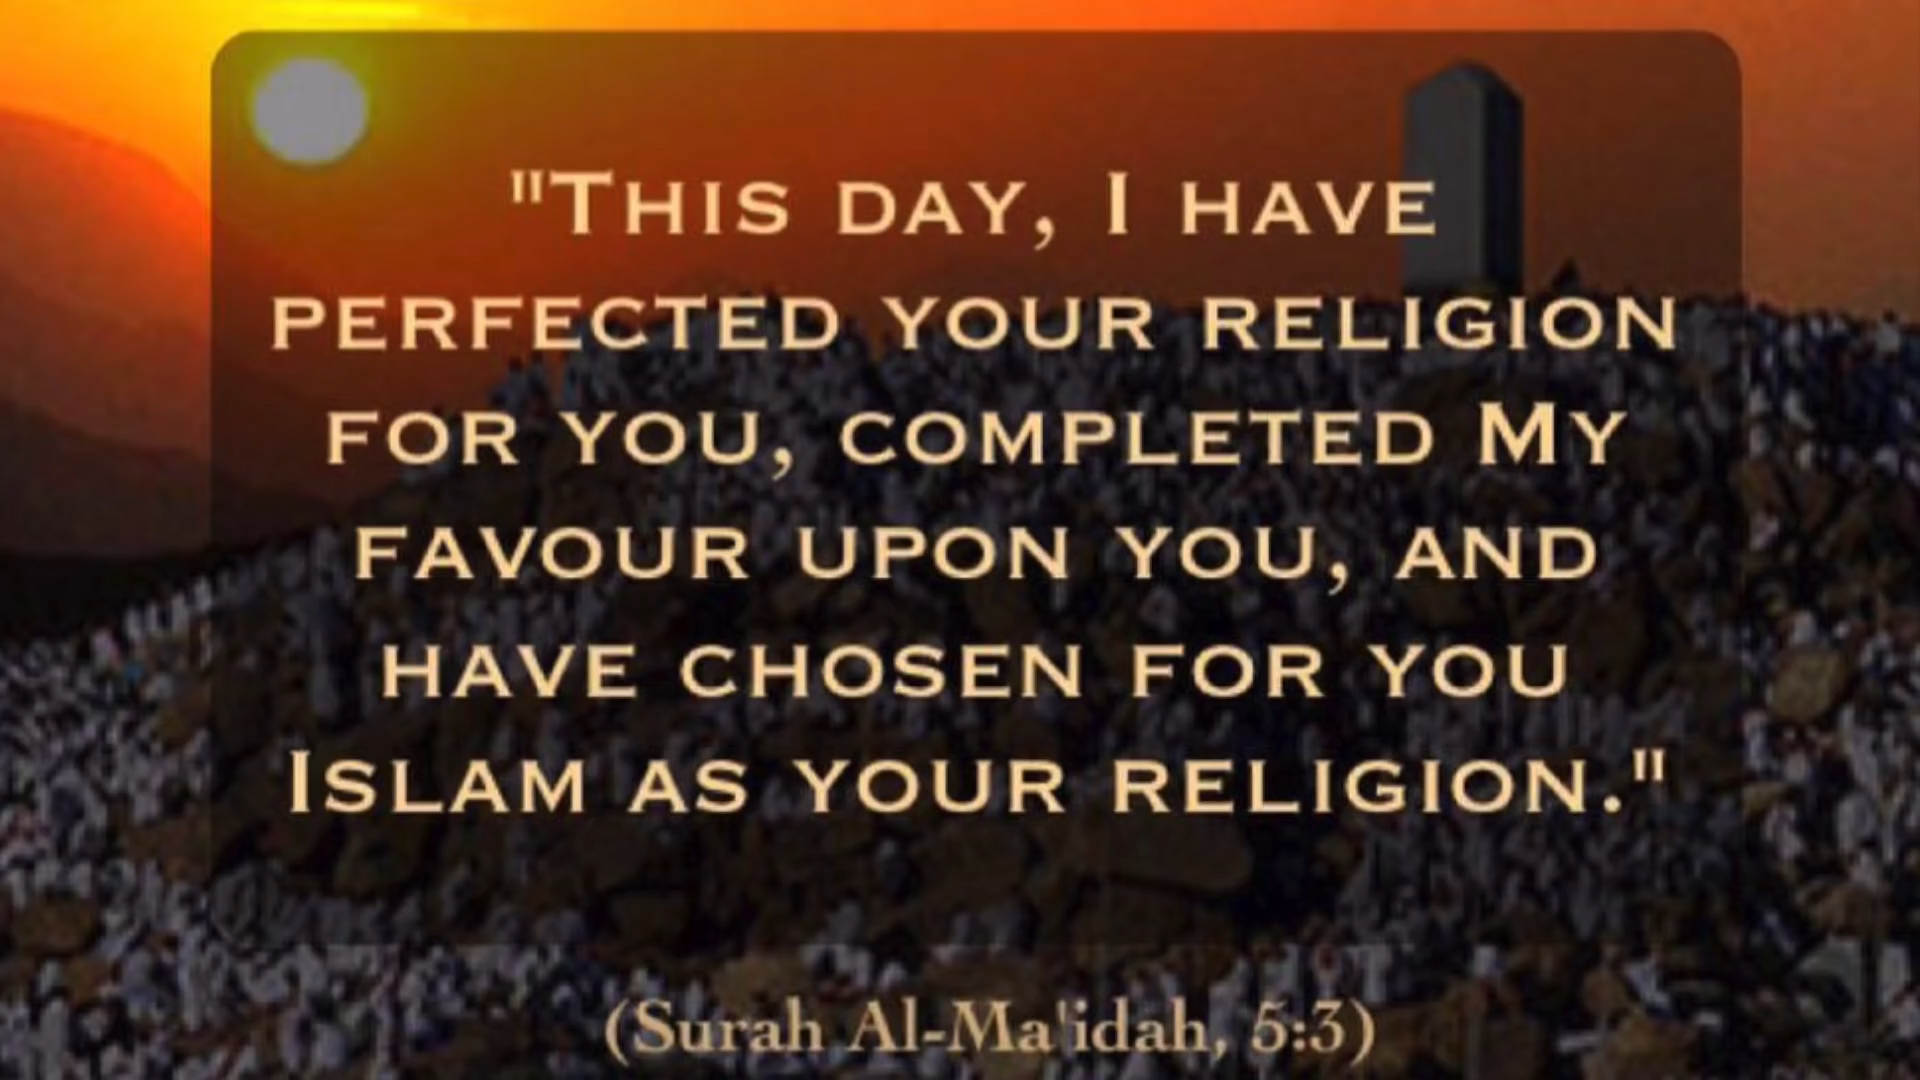 "This day, I have
perfected your religion
for you, completed My
favour upon you, and
have chosen for you
Islam as your religion."
(Surah Al-Ma'idah, 5:3)